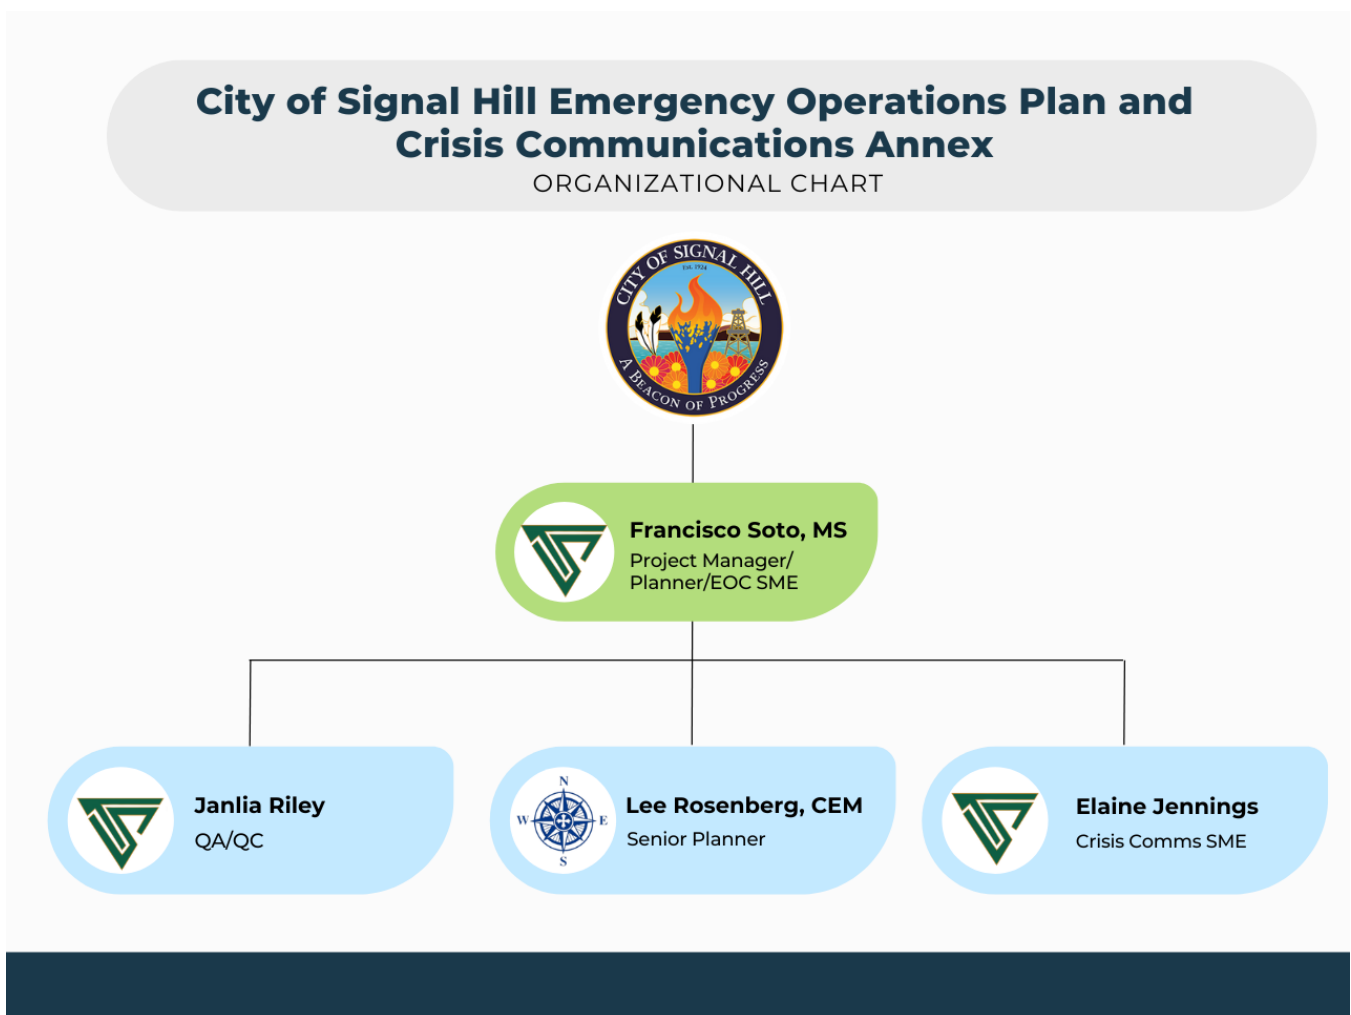 City of Signal Hill Emergency Operations Plan and
Crisis Communications Annex
ORGANIZATIONAL CHART
CITY OF SIGNAL HILL
Est. 1924
A BEACON OF PROGRESS
Francisco Soto, MS
Project Manager/
Planner/EOC SME
Janlia Riley
QA/QC
N
W
E
S
Lee Rosenberg, CEM
Senior Planner
Elaine Jennings
Crisis Comms SME